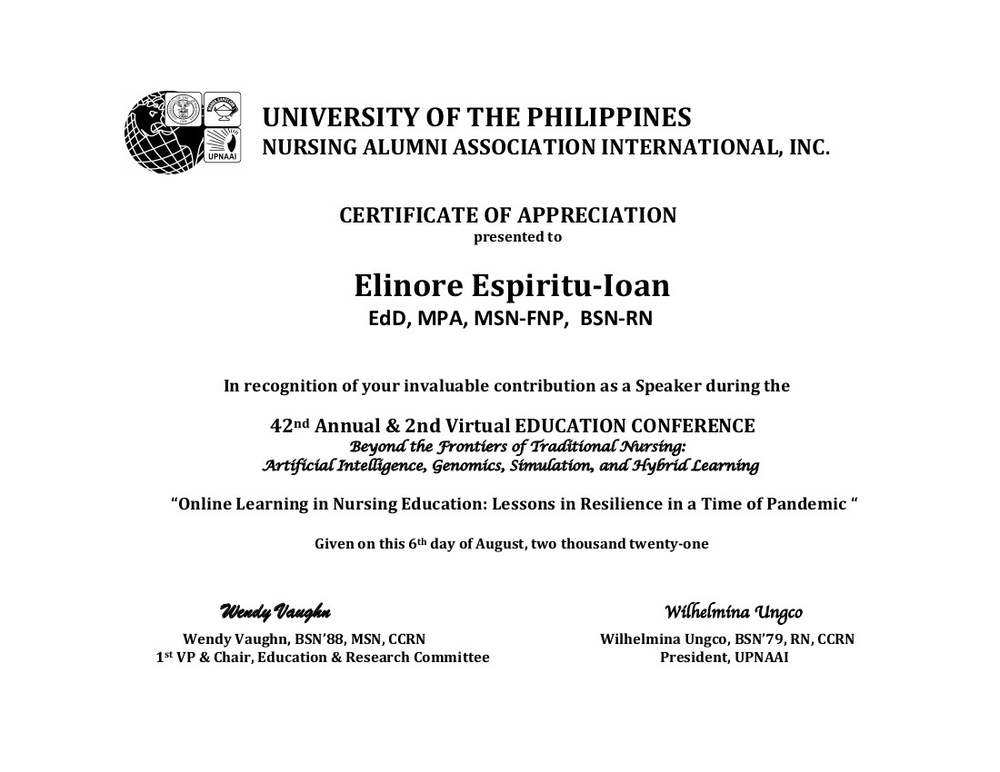 UPNAAI
UNIVERSITY OF THE PHILIPPINES
NURSING ALUMNI ASSOCIATION INTERNATIONAL, INC.
CERTIFICATE OF APPRECIATION
presented to
Elinore Espiritu-Ioan
EdD, MPA, MSN-FNP,  BSN-RN
In recognition of your invaluable contribution as a Speaker during the
42nd Annual & 2nd Virtual EDUCATION CONFERENCE
Beyond the Frontiers of Traditional Nursing:
Artificial Intelligence, Genomics, Simulation, and Hybrid Learning
“Online Learning in Nursing Education: Lessons in Resilience in a Time of Pandemic “
Given on this 6th day of August, two thousand twenty-one
Wendy Vaughn
Wendy Vaughn, BSN’88, MSN, CCRN
1st VP & Chair, Education & Research Committee
Wilhelmina Ungco
Wilhelmina Ungco, BSN’79, RN, CCRN
President, UPNAAI